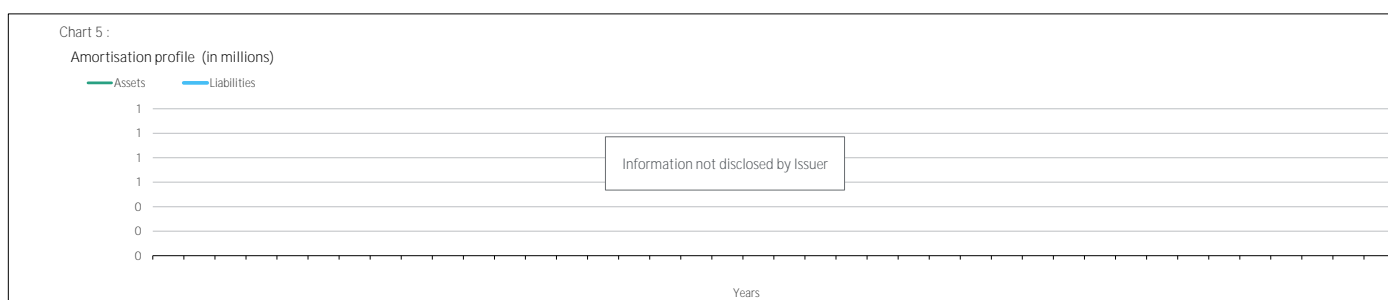 Chart 5 :
Amortisation profile (in millions)
Assets Liabilities
1
1
1
1
0
0
0
Information not disclosed by Issuer
Years